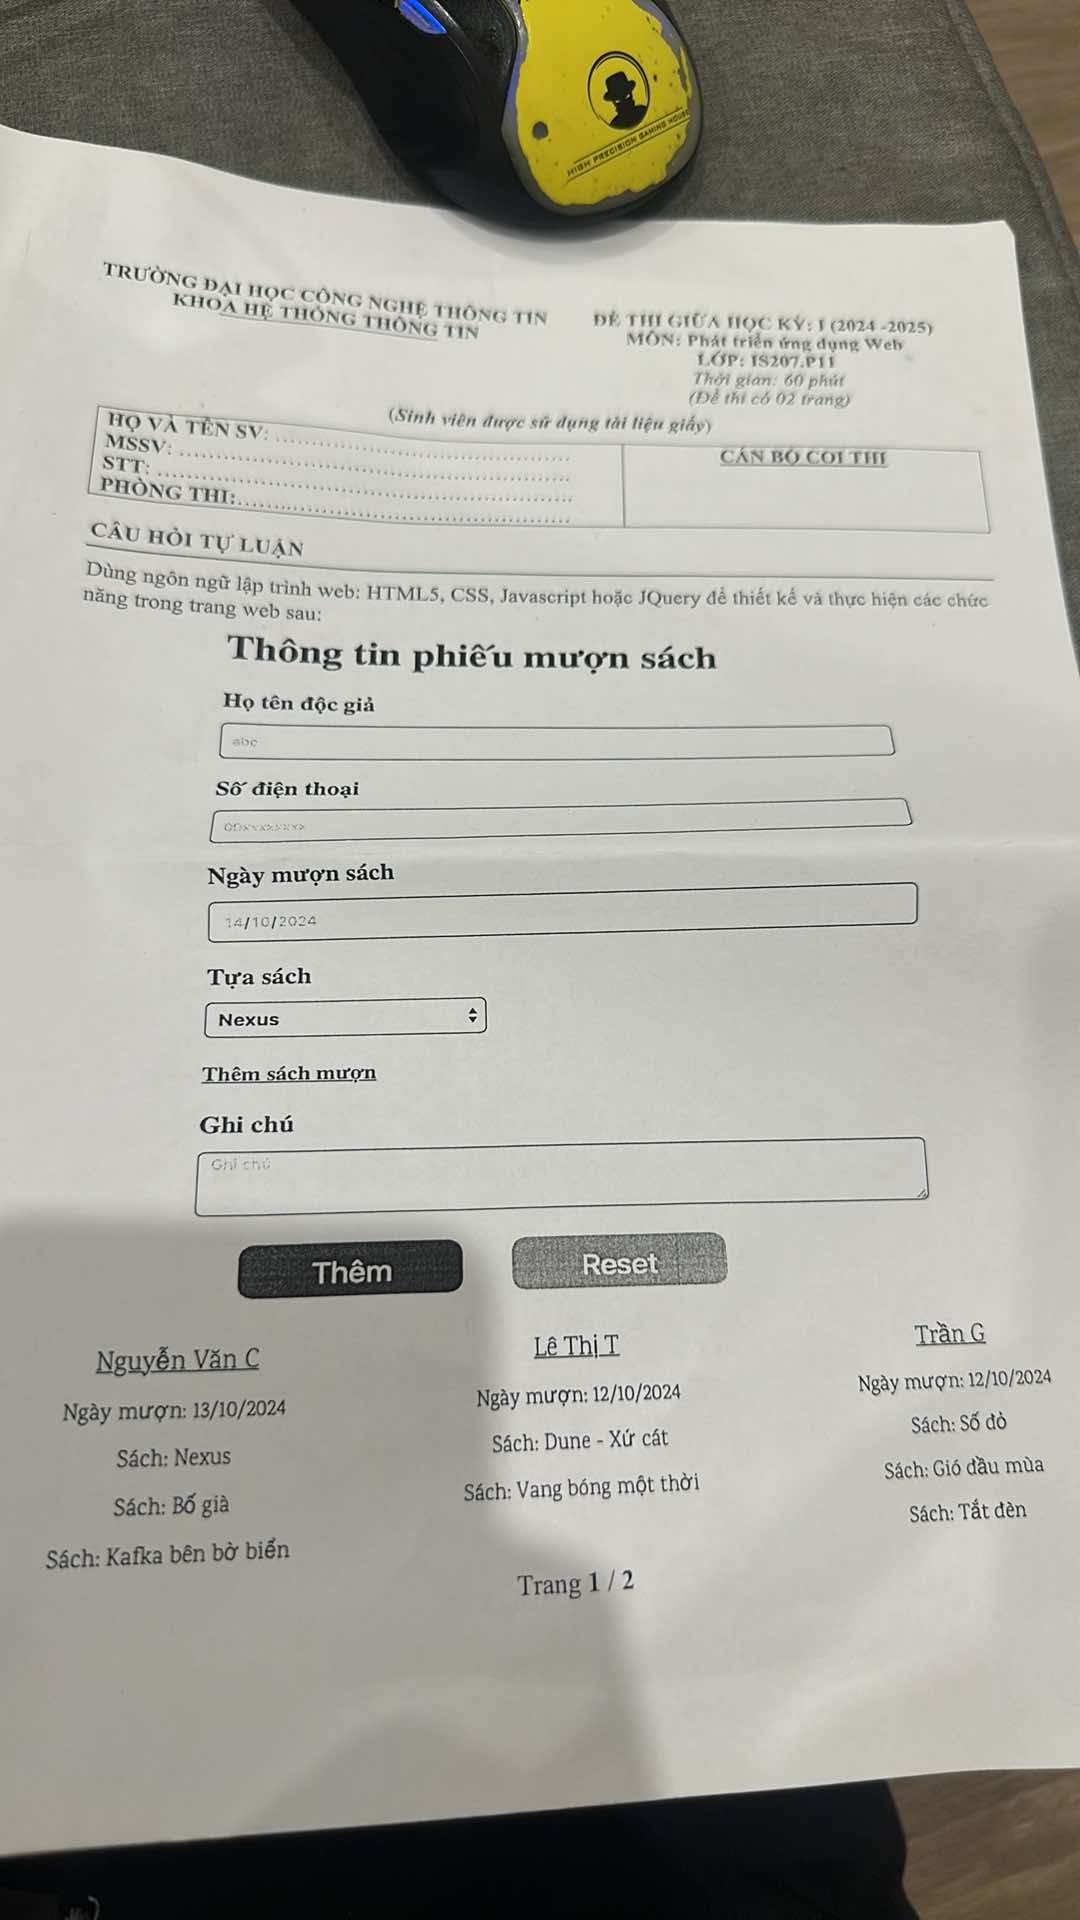 HIGH PRECISION GAMING MOUSE
TRƯỜNG ĐẠI HỌC CÔNG NGHỆ THÔNG TIN
KHOA HỆ THỐNG THÔNG TIN
ĐỀ THI GIỮA HỌC KỲ: I (2024 -2025)
MÔN: Phát triển ứng dụng Web
LỚP: IS207.P11
Thời gian: 60 phút
(Đề thi có 02 trang)
(Sinh viên được sử dụng tài liệu giấy)
HỌ VÀ TÊN SV:
MSSV:
STT:
PHÒNG THI:
CÁN BỘ COI THI
CÂU HỎI TỰ LUẬN
Dùng ngôn ngữ lập trình web: HTML5, CSS, Javascript hoặc JQuery để thiết kế và thực hiện các chức
năng trong trang web sau:
Thông tin phiếu mượn sách
Họ tên độc giả
abc
Số điện thoại
Ngày mượn sách
14/10/2024
Tựa sách
Nexus
Thêm sách mượn
Ghi chú
Ghi chú
Thêm
Reset
Nguyễn Văn C
Ngày mượn: 13/10/2024
Sách: Nexus
Sách: Bố già
Sách: Kafka bên bờ biển
Lê Thị T
Ngày mượn: 12/10/2024
Sách: Dune - Xứ cát
Sách: Vang bóng một thời
Trần G
Ngày mượn: 12/10/2024
Sách: Số đỏ
Sách: Gió đầu mùa
Sách: Tắt đèn
Trang 1 / 2